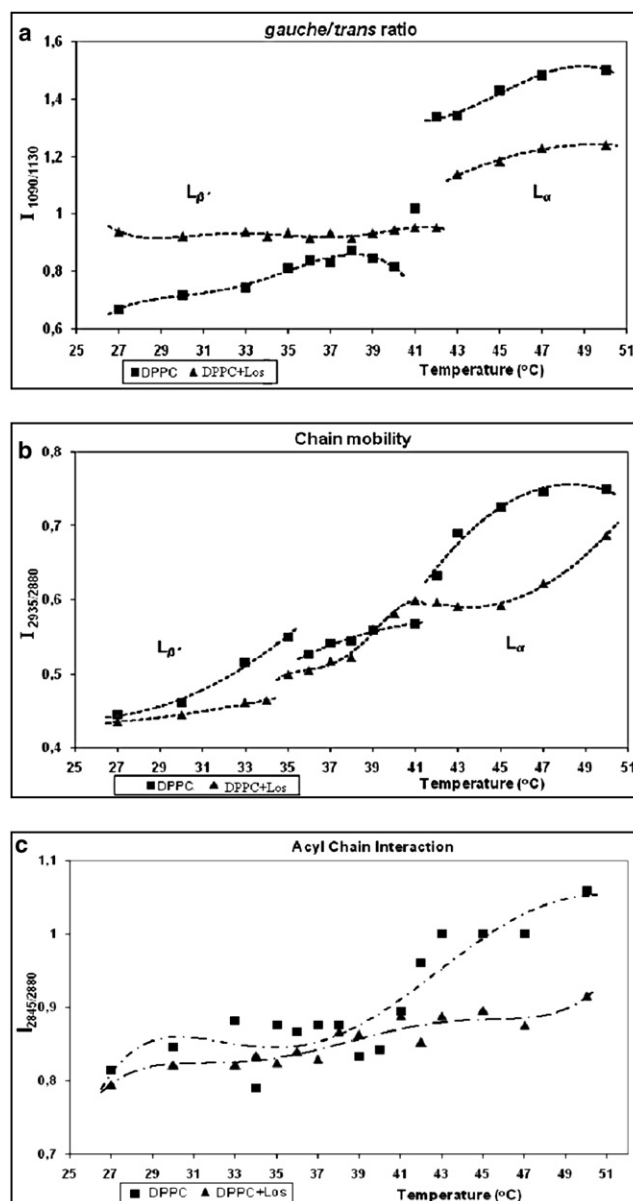 a
gauche/trans ratio
1,6
1,4
1,2
1
0,8
0,6
I 1090/1130
Lβ′
Lα
25 27 29 31 33 35 37 39 41 43 45 47 49 51
Temperature (°C)
DPPC DPPC+Los
b
Chain mobility
0,8
0,7
0,6
0,5
0,4
I 2935/2880
Lβ′
Lα
25 27 29 31 33 35 37 39 41 43 45 47 49 51
Temperature (°C)
DPPC DPPC+Los
c
Acyl Chain Interaction
1,1
1
0,9
0,8
0,7
I 2845/2880
25 27 29 31 33 35 37 39 41 43 45 47 49 51
Temperature (°C)
DPPC DPPC+Los